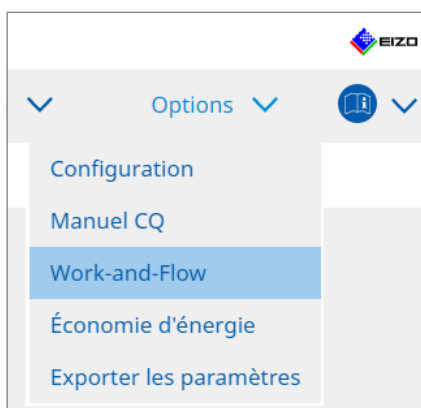 EIZO
Options
Configuration
Manuel CQ
Work-and-Flow
Économie d'énergie
Exporter les paramètres